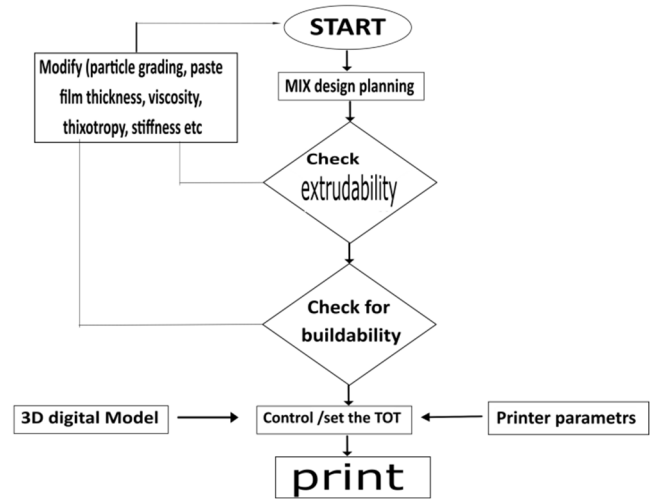 START
Modify (particle grading, paste
film thickness, viscosity,
thixotropy, stiffness etc
MIX design planning
Check
extrudability
Check for
buildability
3D digital Model
Control /set the TOT
Printer parametrs
print